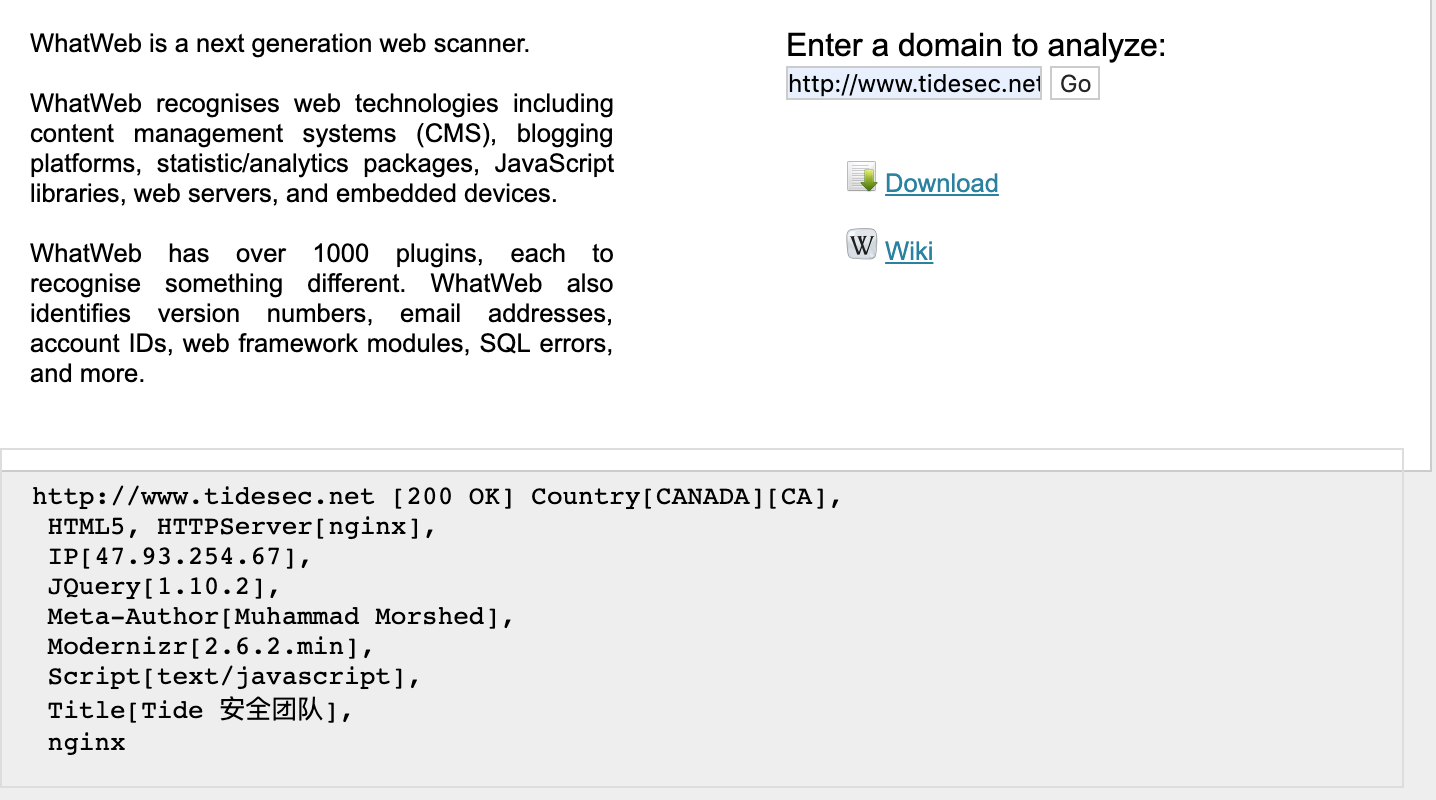 WhatWeb is a next generation web scanner.
WhatWeb recognises web technologies including
content management systems (CMS), blogging
platforms, statistic/analytics packages, JavaScript
libraries, web servers, and embedded devices.
WhatWeb has over 1000 plugins, each to
recognise something different. WhatWeb also
identifies version numbers, email addresses,
account IDs, web framework modules, SQL errors,
and more.
Enter a domain to analyze:
http://www.tidesec.net Go
Download
W Wiki
http://www.tidesec.net [200 OK] Country[CANADA][CA],
HTML5, HTTPServer[nginx],
IP[47.93.254.67],
JQuery[1.10.2],
Meta-Author[Muhammad Morshed],
Modernizr[2.6.2.min],
Script[text/javascript],
Title[Tide 安全团队],
nginx